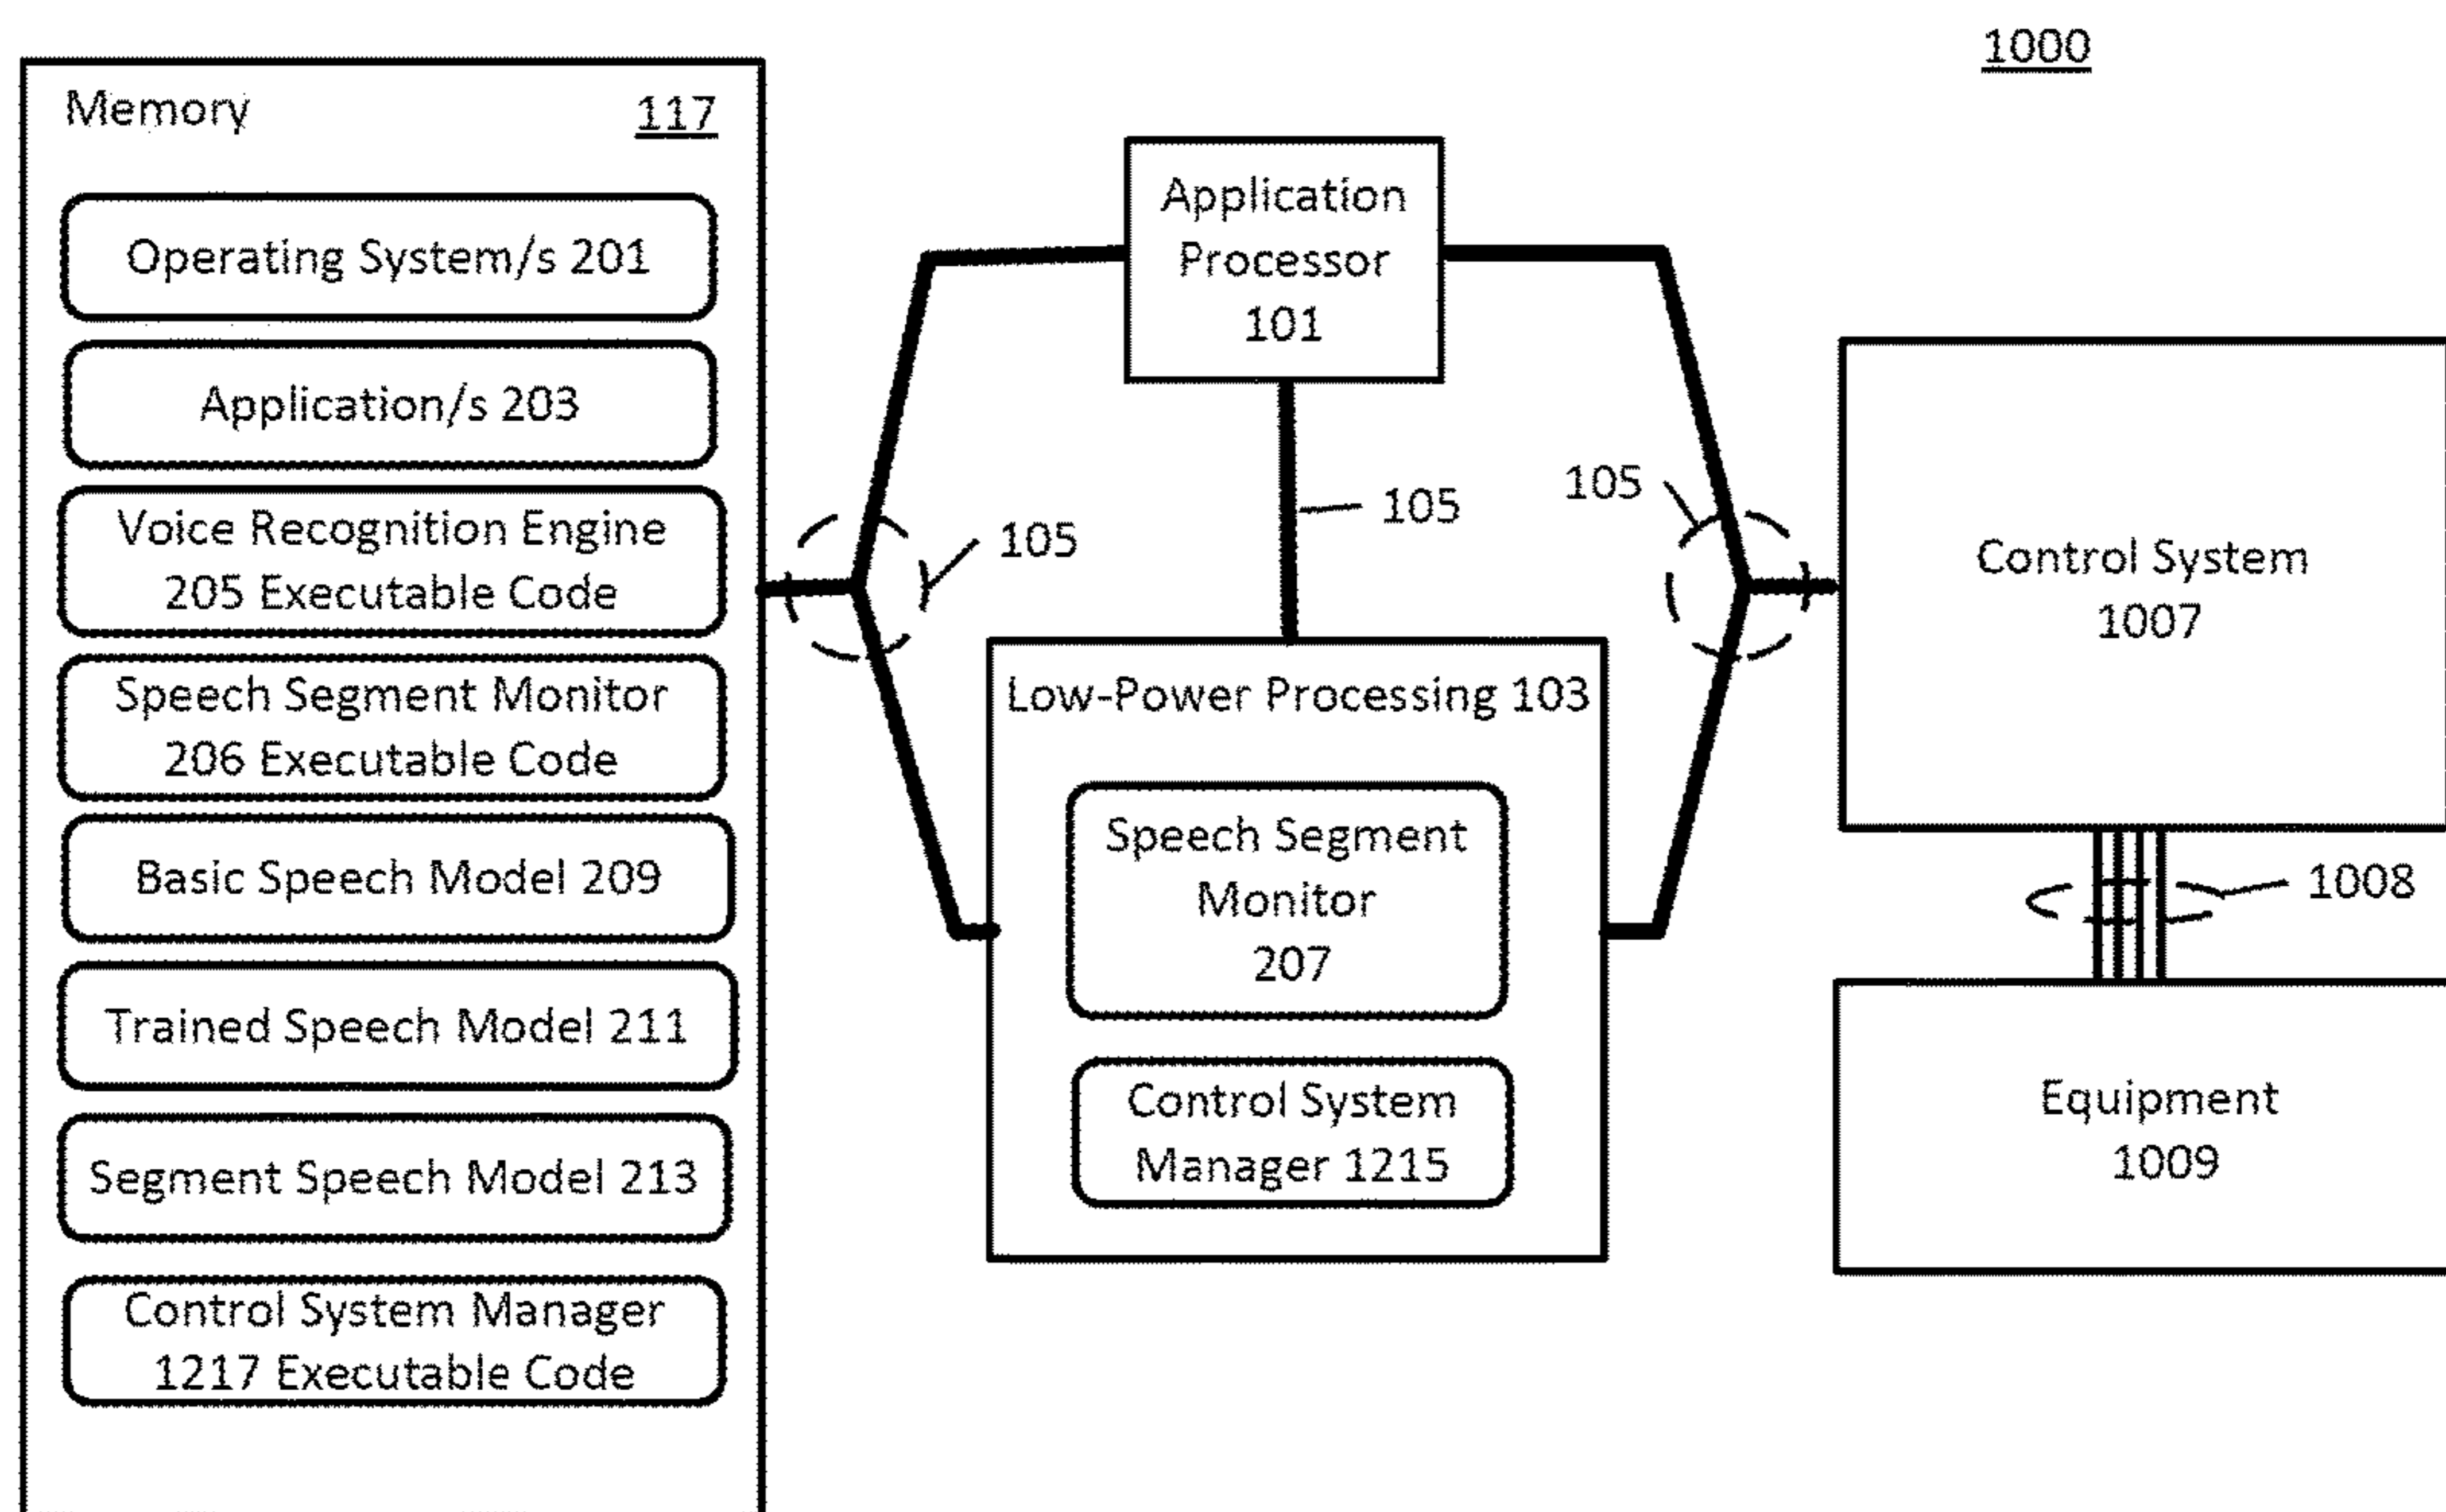 1000
Memory 117
Operating System/s 201
Application/s 203
Voice Recognition Engine
205 Executable Code
Speech Segment Monitor
206 Executable Code
Basic Speech Model 209
Trained Speech Model 211
Segment Speech Model 213
Control System Manager
1217 Executable Code
105
Application
Processor
101
105
Low-Power Processing 103
Speech Segment
Monitor
207
Control System
Manager 1215
105
Control System
1007
1008
Equipment
1009